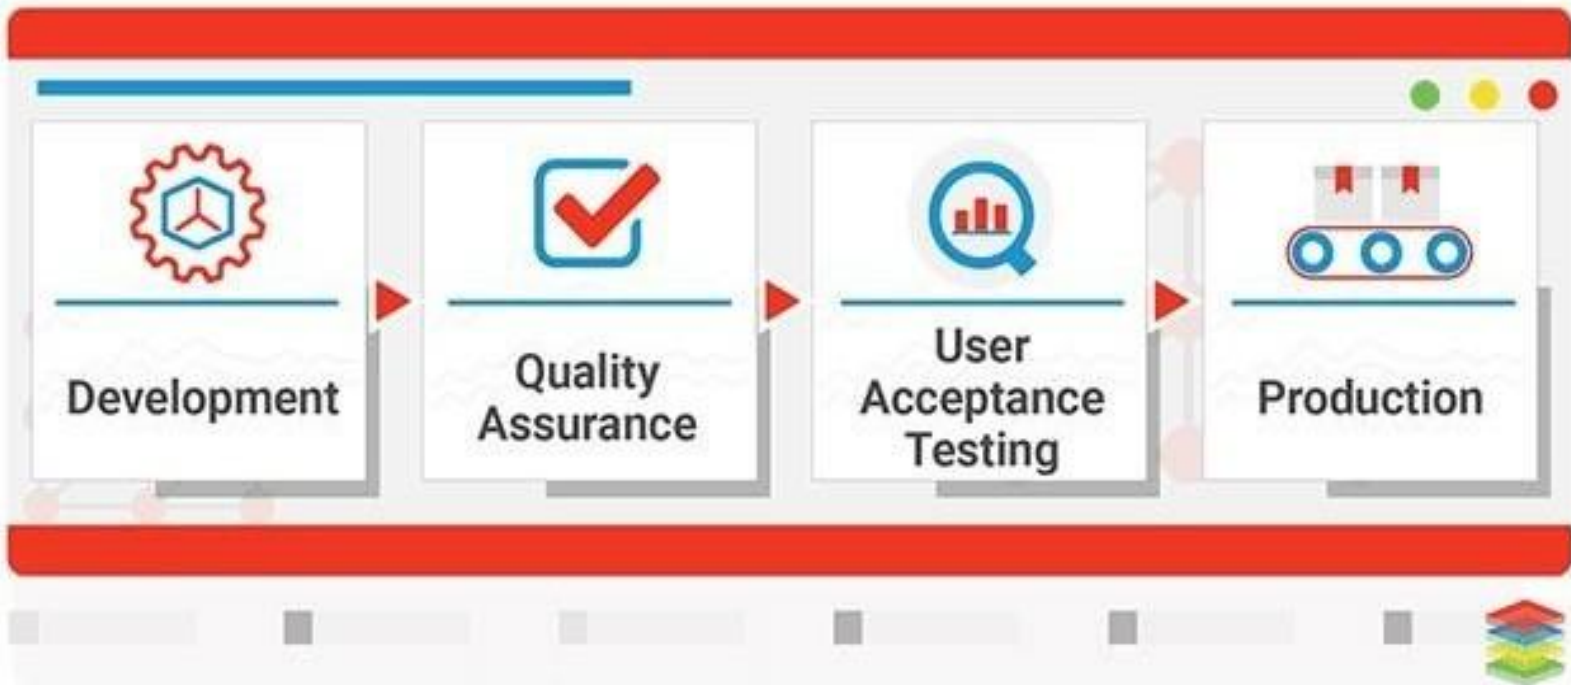 Development
Quality
Assurance
User
Acceptance
Testing
Production